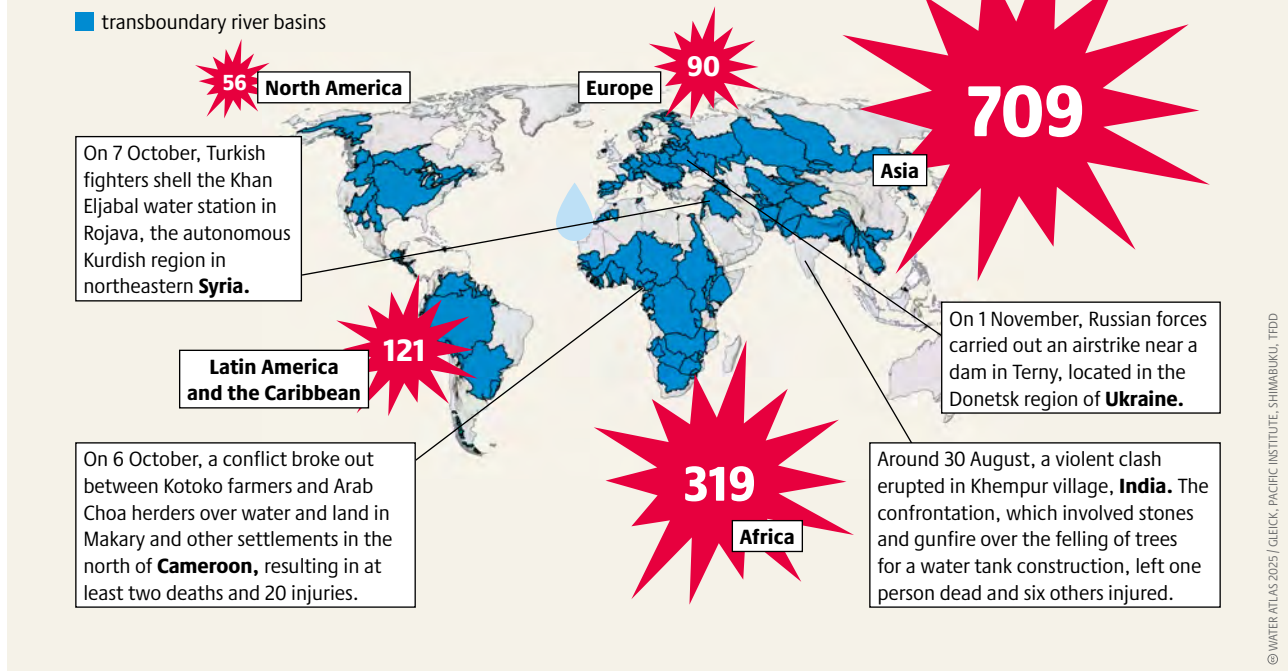 transboundary river basins
56
North America
Europe
90
709
Asia
On 7 October, Turkish
fighters shell the Khan
Eljabal water station in
Rojava, the autonomous
Kurdish region in
northeastern Syria.
121
Latin America
and the Caribbean
On 1 November, Russian forces
carried out an airstrike near a
dam in Terny, located in the
Donetsk region of Ukraine.
On 6 October, a conflict broke out
between Kotoko farmers and Arab
Choa herders over water and land in
Makary and other settlements in the
north of Cameroon, resulting in at
least two deaths and 20 injuries.
319
Africa
Around 30 August, a violent clash
erupted in Khempur village, India. The
confrontation, which involved stones
and gunfire over the felling of trees
for a water tank construction, left one
person dead and six others injured.
© WATER ATLAS 2025 / GLEICK, PACIFIC INSTITUTE, SHIMABUKU, TFDD